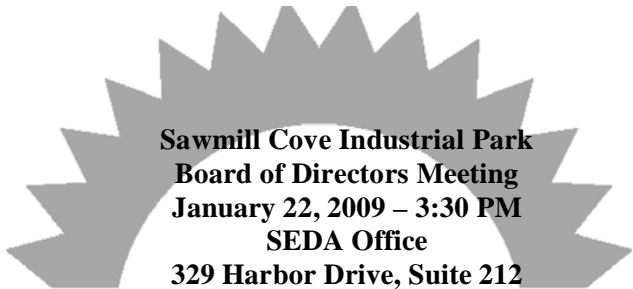 Sawmill Cove Industrial Park
Board of Directors Meeting
January 22, 2009 – 3:30 PM
SEDA Office
329 Harbor Drive, Suite 212